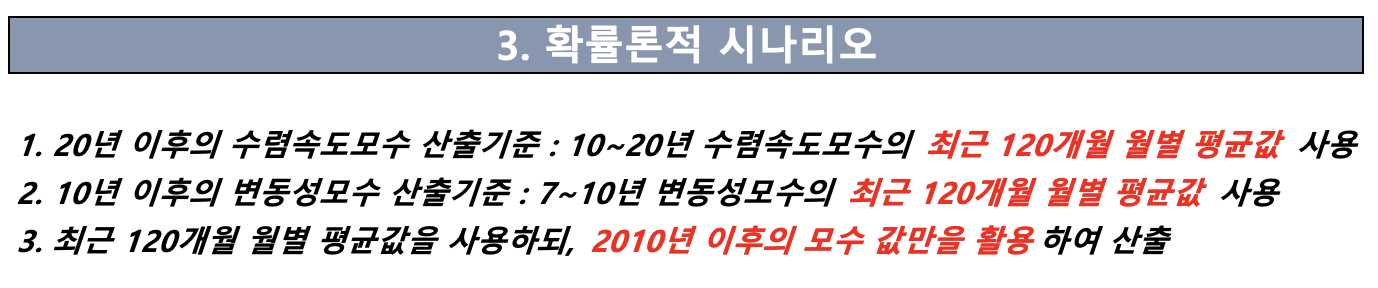 3. 확률론적 시나리오
1. 20년 이후의 수렴속도모수 산출기준 : 10~20년 수렴속도모수의 최근 120개월 월별 평균값 사용
2. 10년 이후의 변동성모수 산출기준 : 7~10년 변동성모수의 최근 120개월 월별 평균값 사용
3. 최근 120개월 월별 평균값을 사용하되, 2010년 이후의 모수 값만을 활용하여 산출